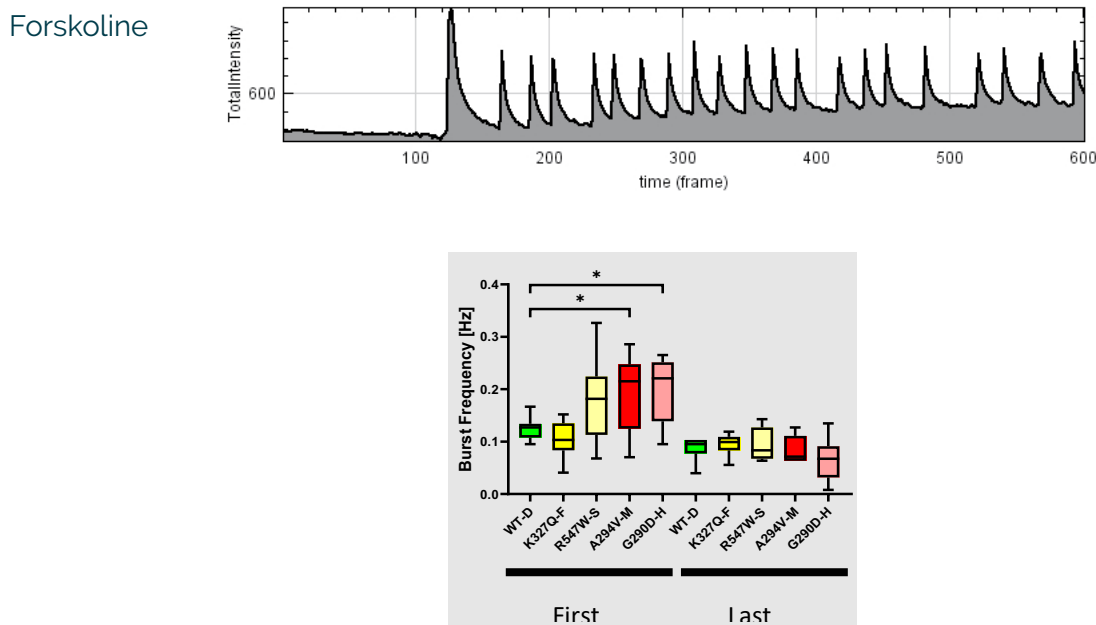 Forskoline
TotalIntensity
600
100 200 300 400 500 600
time (frame)
Burst Frequency [Hz]
0.4
0.3
0.2
0.1
0.0
*
*
WT-D K327Q-F R547W-S A294V-M G290D-H WT-D K327Q-F R547W-S A294V-M G290D-H
First Last